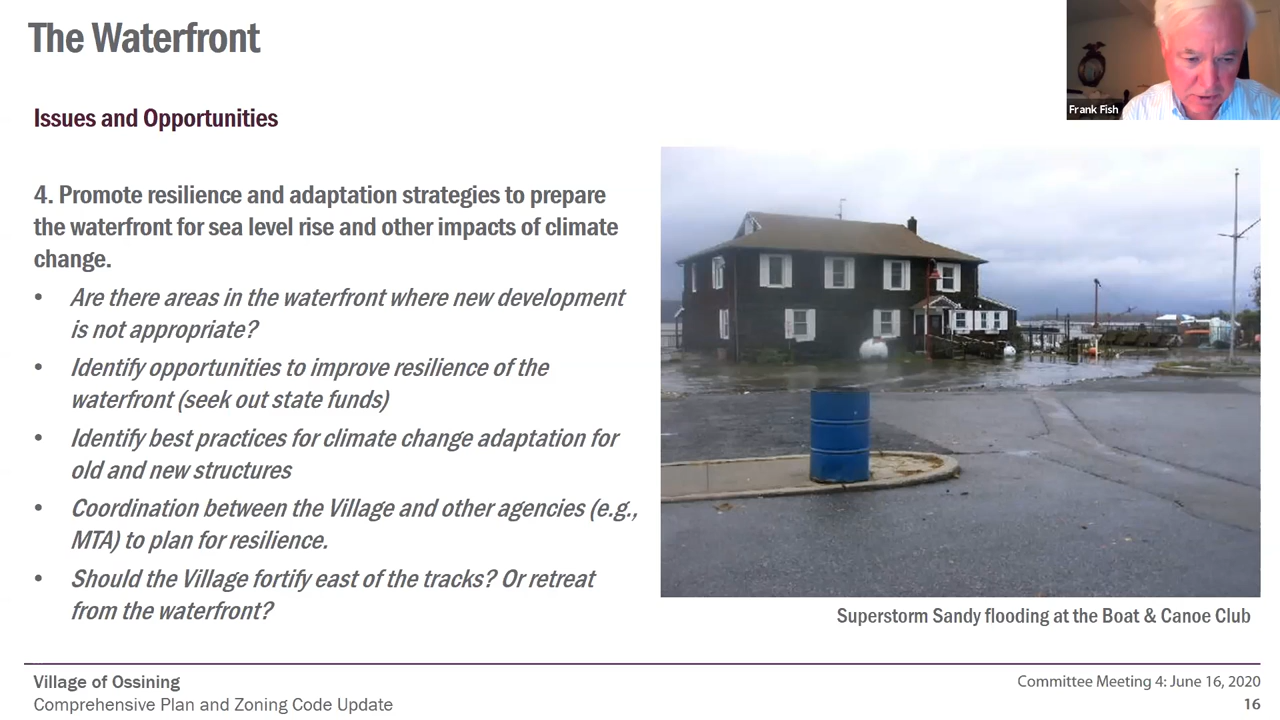 The Waterfront
Frank Fish
Issues and Opportunities
4. Promote resilience and adaptation strategies to prepare
the waterfront for sea level rise and other impacts of climate
change.
• Are there areas in the waterfront where new development
is not appropriate?
• Identify opportunities to improve resilience of the
waterfront (seek out state funds)
• Identify best practices for climate change adaptation for
old and new structures
• Coordination between the Village and other agencies (e.g.,
MTA) to plan for resilience.
• Should the Village fortify east of the tracks? Or retreat
from the waterfront?
Superstorm Sandy flooding at the Boat & Canoe Club
Village of Ossining
Comprehensive Plan and Zoning Code Update
Committee Meeting 4: June 16, 2020
16